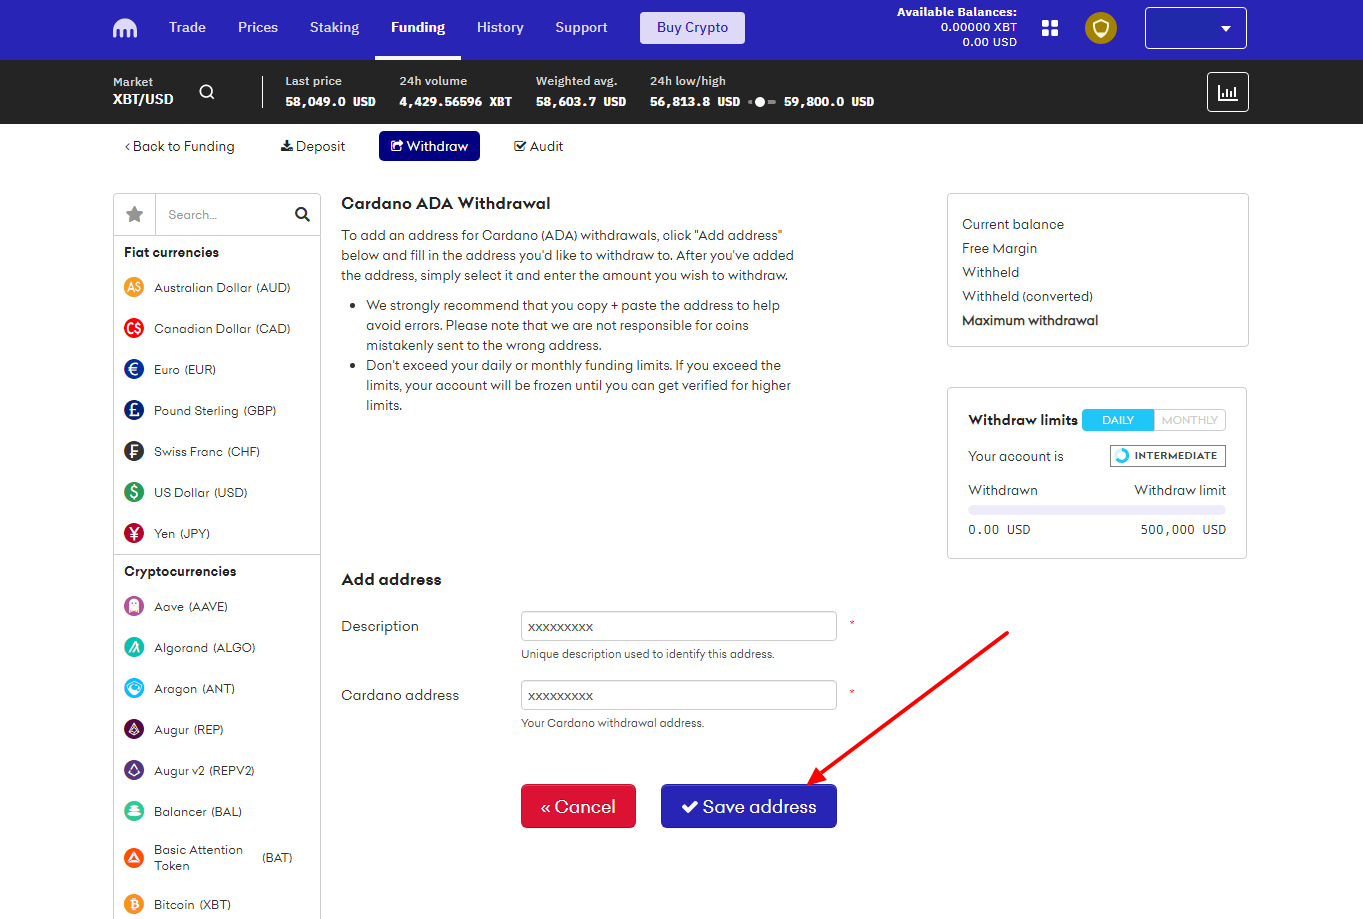 Trade Prices Staking Funding History Support Buy Crypto
Available Balances:
0.00000 XBT
0.00 USD
Market
XBT/USD
Last price
58,049.0 USD
24h volume
4,429.56596 XBT
Weighted avg.
58,603.7 USD
24h low/high
56,813.8 USD 59,800.0 USD
‹ Back to Funding Deposit Withdraw Audit
Search...
Fiat currencies
A$ Australian Dollar (AUD)
C$ Canadian Dollar (CAD)
€ Euro (EUR)
£ Pound Sterling (GBP)
₣ Swiss Franc (CHF)
$ US Dollar (USD)
¥ Yen (JPY)
Cryptocurrencies
Aave (AAVE)
Algorand (ALGO)
Aragon (ANT)
Augur (REP)
Augur v2 (REPV2)
Balancer (BAL)
Basic Attention
Token
(BAT)
Bitcoin (XBT)
Cardano ADA Withdrawal
To add an address for Cardano (ADA) withdrawals, click "Add address"
below and fill in the address you'd like to withdraw to. After you've added
the address, simply select it and enter the amount you wish to withdraw.
• We strongly recommend that you copy + paste the address to help
avoid errors. Please note that we are not responsible for coins
mistakenly sent to the wrong address.
• Don't exceed your daily or monthly funding limits. If you exceed the
limits, your account will be frozen until you can get verified for higher
limits.
Add address
Description xxxxxxxxx *
Unique description used to identify this address.
Cardano address xxxxxxxxx *
Your Cardano withdrawal address.
« Cancel Save address
Current balance
Free Margin
Withheld
Withheld (converted)
Maximum withdrawal
Withdraw limits DAILY MONTHLY
Your account is INTERMEDIATE
Withdrawn Withdraw limit
0.00 USD 500,000 USD